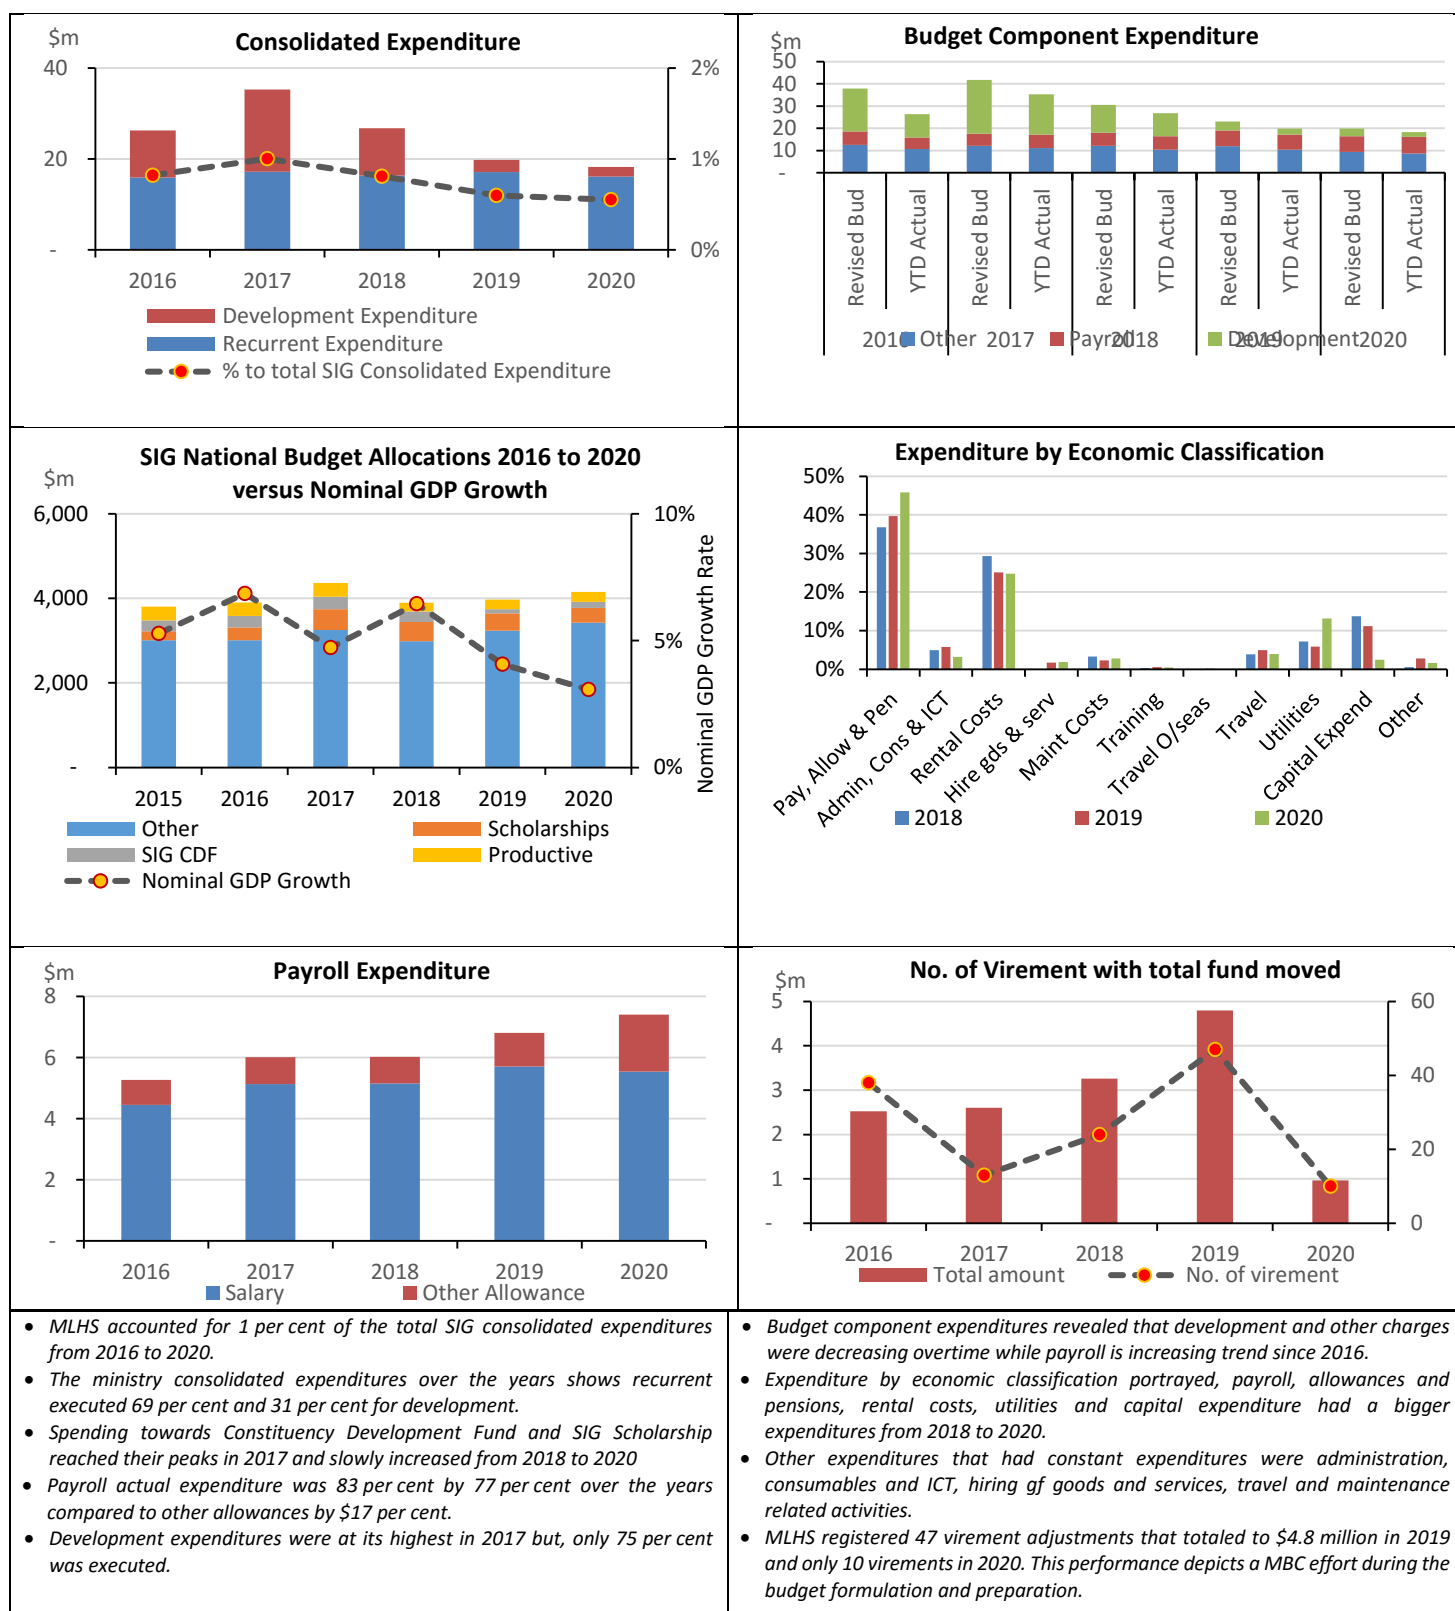 Consolidated Expenditure
$m
40
20
-
2%
1%
0%
2016 2017 2018 2019 2020
Development Expenditure
Recurrent Expenditure
% to total SIG Consolidated Expenditure
Budget Component Expenditure
$m
50
40
30
20
10
-
Revised Bud
YTD Actual
Revised Bud
YTD Actual
Revised Bud
YTD Actual
Revised Bud
YTD Actual
Revised Bud
YTD Actual
2016 2017 2018 2019 2020
Other Payroll Development
SIG National Budget Allocations 2016 to 2020
versus Nominal GDP Growth
$m
6,000
4,000
2,000
-
10%
5%
0%
Nominal GDP Growth Rate
2015 2016 2017 2018 2019 2020
Other Scholarships
SIG CDF Productive
Nominal GDP Growth
Expenditure by Economic Classification
50%
40%
30%
20%
10%
0%
Pay, Allow & Pen
Admin, Cons & ICT
Rental Costs
Hire gds & serv
Maint Costs
Training
Travel O/seas
Travel
Utilities
Capital Expend
Other
2018 2019 2020
Payroll Expenditure
$m
8
6
4
2
-
2016 2017 2018 2019 2020
Salary Other Allowance
No. of Virement with total fund moved
$m
5
4
3
2
1
-
60
40
20
0
2016 2017 2018 2019 2020
Total amount No. of virement
• MLHS accounted for 1 per cent of the total SIG consolidated expenditures
from 2016 to 2020.
• The ministry consolidated expenditures over the years shows recurrent
executed 69 per cent and 31 per cent for development.
• Spending towards Constituency Development Fund and SIG Scholarship
reached their peaks in 2017 and slowly increased from 2018 to 2020
• Payroll actual expenditure was 83 per cent by 77 per cent over the years
compared to other allowances by $17 per cent.
• Development expenditures were at its highest in 2017 but, only 75 per cent
was executed.
• Budget component expenditures revealed that development and other charges
were decreasing overtime while payroll is increasing trend since 2016.
• Expenditure by economic classification portrayed, payroll, allowances and
pensions, rental costs, utilities and capital expenditure had a bigger
expenditures from 2018 to 2020.
• Other expenditures that had constant expenditures were administration,
consumables and ICT, hiring gf goods and services, travel and maintenance
related activities.
• MLHS registered 47 virement adjustments that totaled to $4.8 million in 2019
and only 10 virements in 2020. This performance depicts a MBC effort during the
budget formulation and preparation.